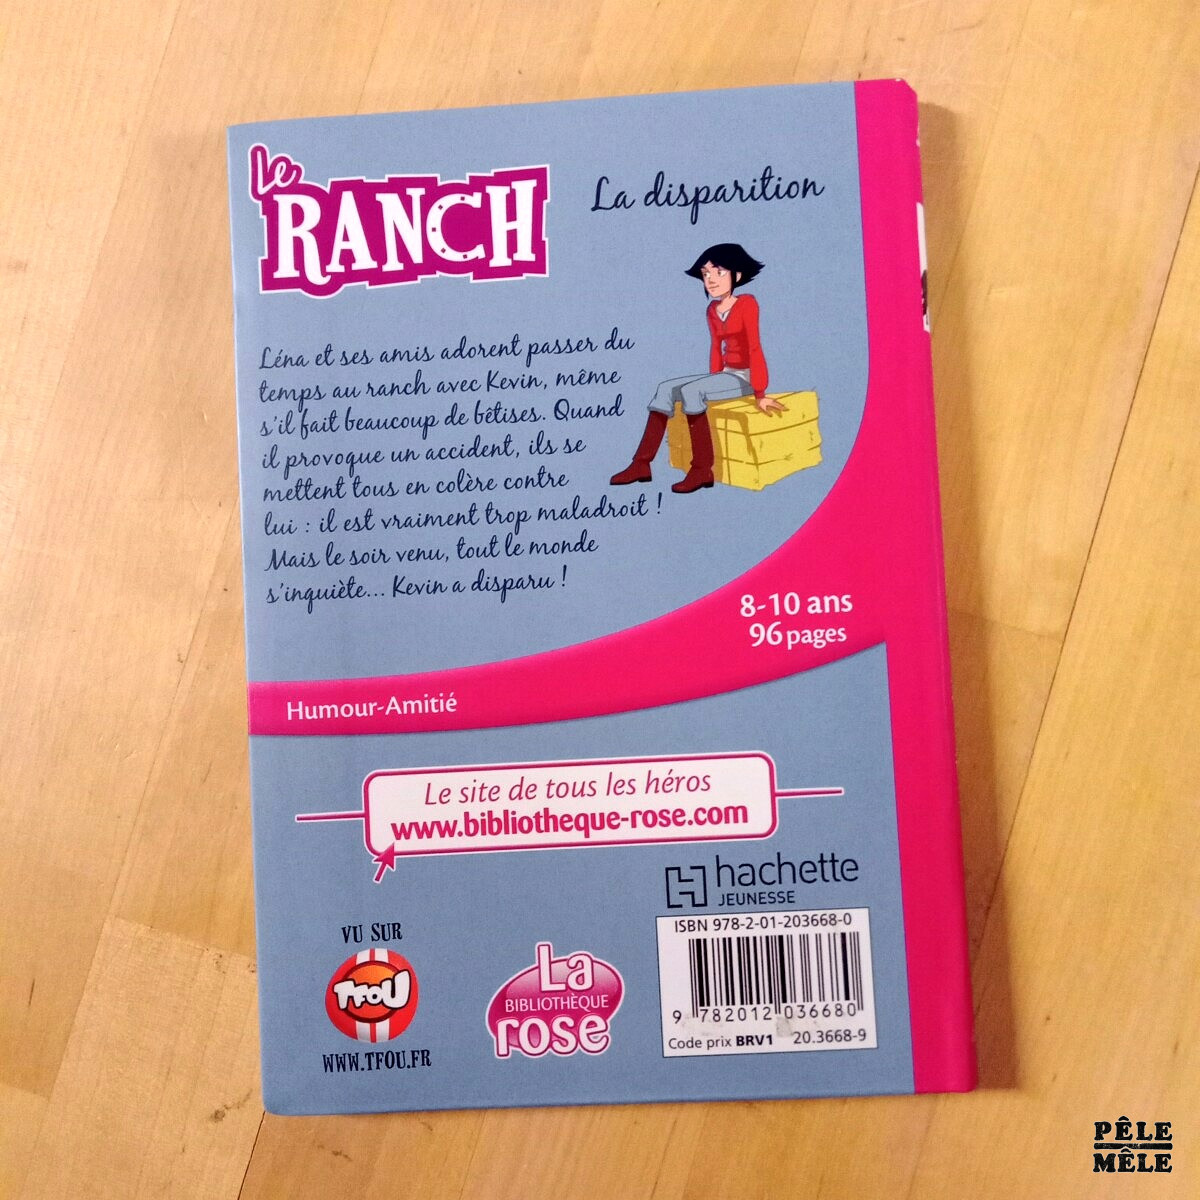 Le
RANCH
La disparition
Léna et ses amis adorent passer du
temps au ranch avec Kevin, même
s'il fait beaucoup de bêtises. Quand
il provoque un accident, ils se
mettent tous en colère contre
lui : il est vraiment trop maladroit !
Mais le soir venu, tout le monde
s'inquiète... Kevin a disparu !
8-10 ans
96 pages
Humour-Amitié
Le site de tous les héros
www.bibliotheque-rose.com
hachette
JEUNESSE
ISBN 978-2-01-203668-0
9 782012 036680
Code prix BRV1 20.3668-9
VU SUR
TFOU
WWW.TFOU.FR
La
BIBLIOTHÈQUE
rose
PÊLE
MÊLE